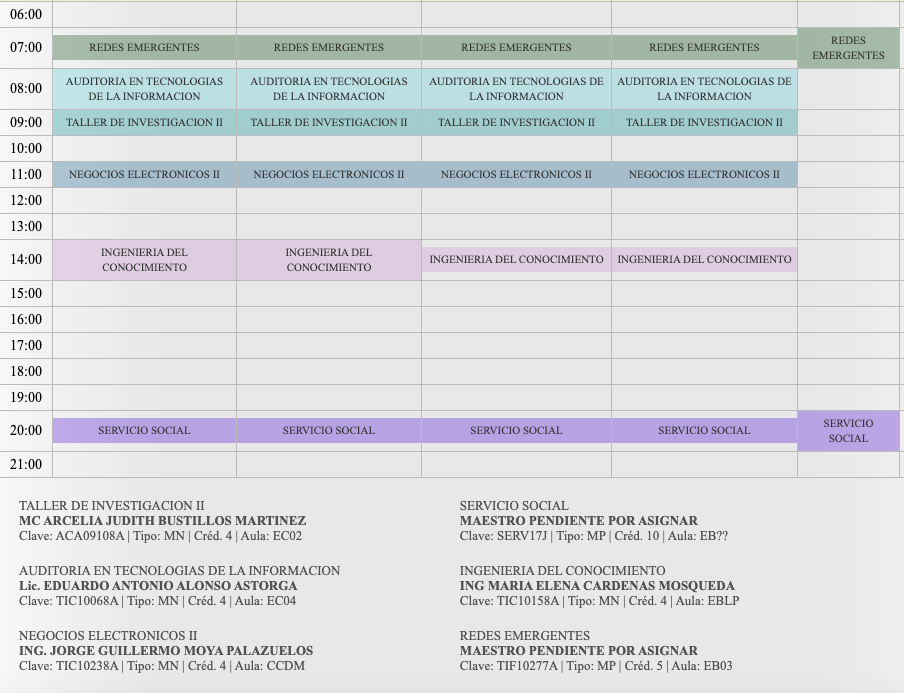 06:00
07:00 REDES EMERGENTES REDES EMERGENTES REDES EMERGENTES REDES EMERGENTES REDES
EMERGENTES
08:00 AUDITORIA EN TECNOLOGIAS AUDITORIA EN TECNOLOGIAS AUDITORIA EN TECNOLOGIAS DE AUDITORIA EN TECNOLOGIAS DE
DE LA INFORMACION DE LA INFORMACION LA INFORMACION LA INFORMACION
09:00 TALLER DE INVESTIGACION II TALLER DE INVESTIGACION II TALLER DE INVESTIGACION II TALLER DE INVESTIGACION II
10:00
11:00 NEGOCIOS ELECTRONICOS II NEGOCIOS ELECTRONICOS II NEGOCIOS ELECTRONICOS II NEGOCIOS ELECTRONICOS II
12:00
13:00
14:00 INGENIERIA DEL INGENIERIA DEL INGENIERIA DEL CONOCIMIENTO INGENIERIA DEL CONOCIMIENTO
CONOCIMIENTO CONOCIMIENTO
15:00
16:00
17:00
18:00
19:00
20:00 SERVICIO SOCIAL SERVICIO SOCIAL SERVICIO SOCIAL SERVICIO SOCIAL SERVICIO
SOCIAL
21:00
TALLER DE INVESTIGACION II
MC ARCELIA JUDITH BUSTILLOS MARTINEZ
Clave: ACA09108A | Tipo: MN | Créd. 4 | Aula: EC02
AUDITORIA EN TECNOLOGIAS DE LA INFORMACION
Lic. EDUARDO ANTONIO ALONSO ASTORGA
Clave: TIC10068A | Tipo: MN | Créd. 4 | Aula: EC04
NEGOCIOS ELECTRONICOS II
ING. JORGE GUILLERMO MOYA PALAZUELOS
Clave: TIC10238A | Tipo: MN | Créd. 4 | Aula: CCDM
SERVICIO SOCIAL
MAESTRO PENDIENTE POR ASIGNAR
Clave: SERV17J | Tipo: MP | Créd. 10 | Aula: EB??
INGENIERIA DEL CONOCIMIENTO
ING MARIA ELENA CARDENAS MOSQUEDA
Clave: TIC10158A | Tipo: MN | Créd. 4 | Aula: EBLP
REDES EMERGENTES
MAESTRO PENDIENTE POR ASIGNAR
Clave: TIF10277A | Tipo: MP | Créd. 5 | Aula: EB03